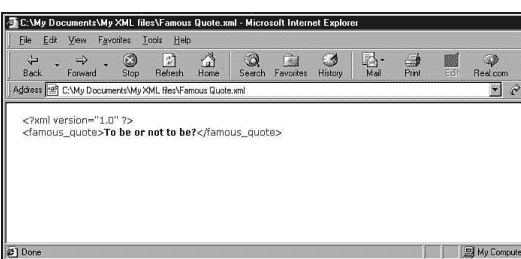 C:\My Documents\My XML files\Famous Quote.xml - Microsoft Internet Explorer
File Edit View Favorites Tools Help
Back Forward Stop Refresh Home Search Favorites History Mail Print Edit Real.com
Address C:\My Documents\My XML files\Famous Quote.xml
<?xml version="1.0" ?>
<famous_quote>To be or not to be?</famous_quote>
Done My Compute